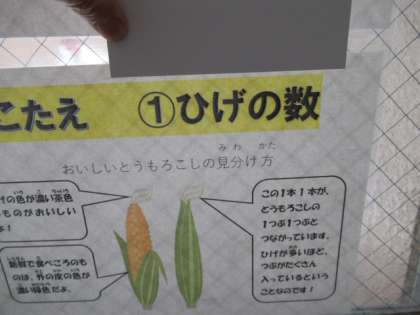 こたえ ①ひげの数
おいしいとうもろこしの見分け方
みわ かた
の色が濃い茶色
ものがおいしい
よ！
新鮮で食べごろのも
のは、外の皮の色が
濃い緑色だよ。
この1本1本が、
とうもろこしの
1つぶ1つぶと
つながっています。
ひげが多いほど、
つぶがたくさん
入っているという
ことなのです！